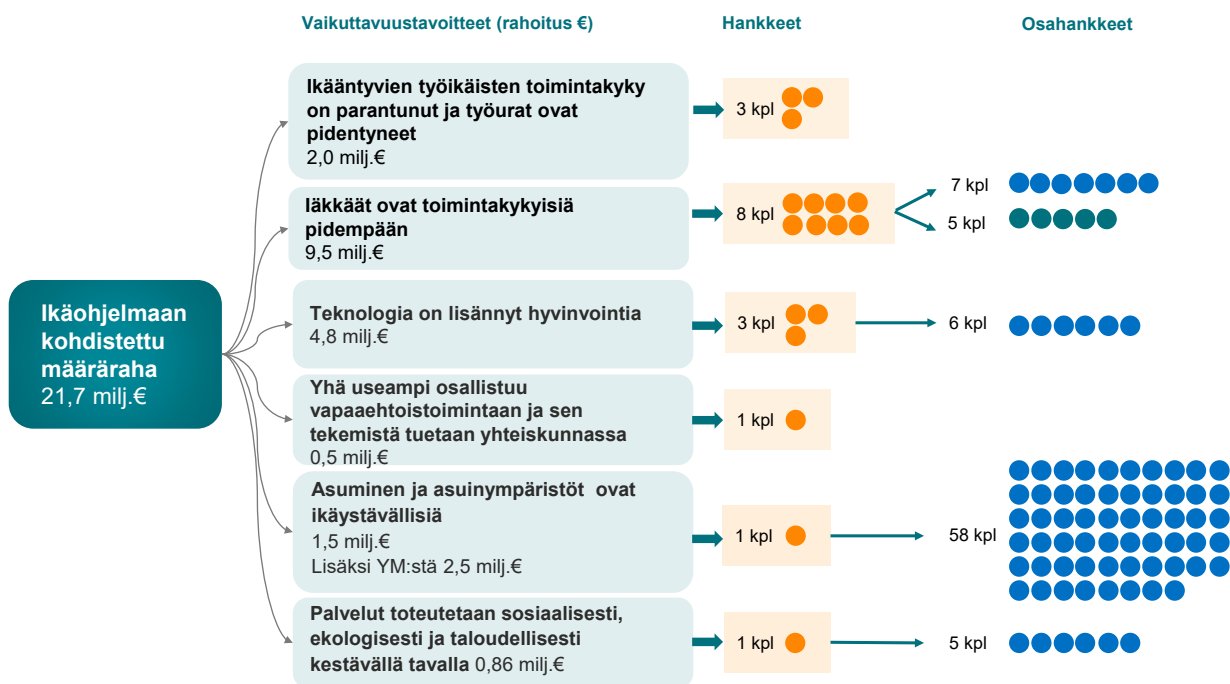 Vaikuttavuustavoitteet (rahoitus €)
Hankkeet
Osahankkeet
Ikäohjelmaan
kohdistettu
määräraha
21,7 milj.€
Ikääntyvien työikäisten toimintakyky
on parantunut ja työurat ovat
pidentyneet
2,0 milj.€
3 kpl
Iäkkäät ovat toimintakykyisiä
pidempään
9,5 milj.€
8 kpl
7 kpl
5 kpl
Teknologia on lisännyt hyvinvointia
4,8 milj.€
3 kpl
6 kpl
Yhä useampi osallistuu
vapaaehtoistoimintaan ja sen
tekemistä tuetaan yhteiskunnassa
0,5 milj.€
1 kpl
Asuminen ja asuinympäristöt ovat
ikäystävällisiä
1,5 milj.€
Lisäksi YM:stä 2,5 milj.€
1 kpl
58 kpl
Palvelut toteutetaan sosiaalisesti,
ekologisesti ja taloudellisesti
kestävällä tavalla 0,86 milj.€
1 kpl
5 kpl